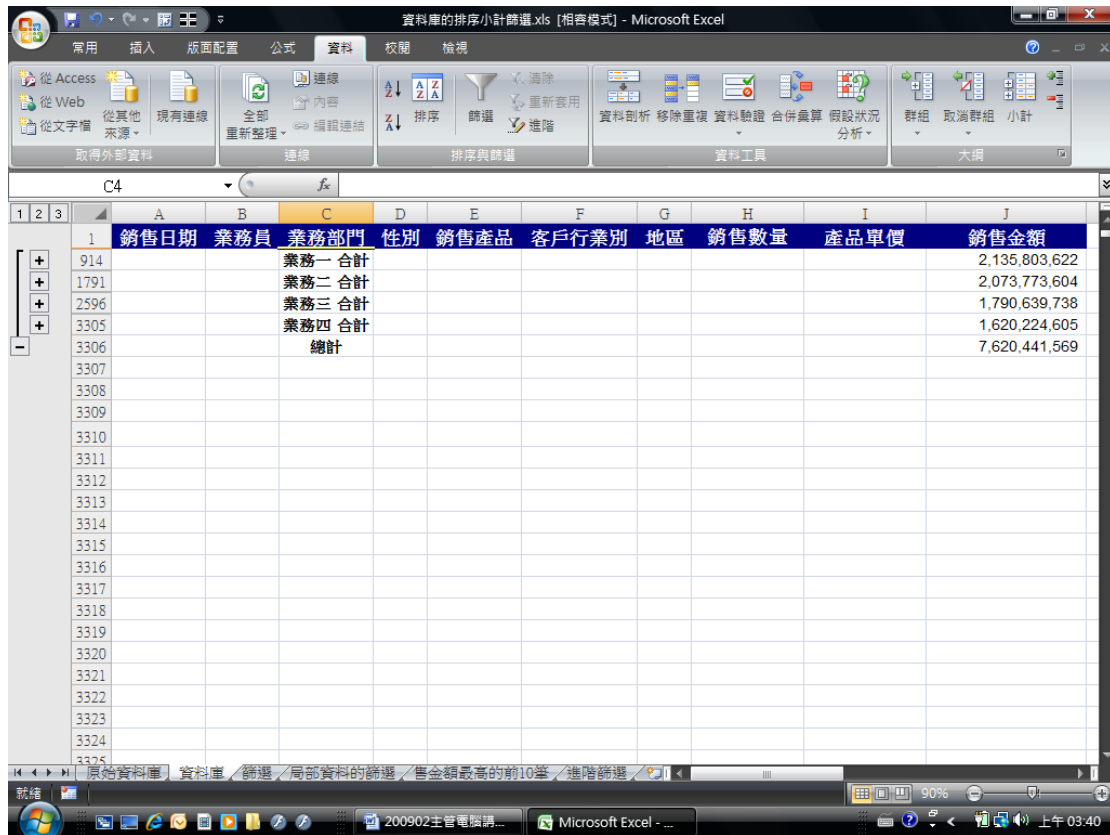 資料庫的排序小計篩選.xls [相容模式] - Microsoft Excel
常用 插入 版面配置 公式 資料 校閱 檢視
從 Access
從 Web
從文字檔
從其他來源
現有連線
取得外部資料
全部重新整理
連線
內容
編輯連結
連線
排序
篩選
清除
重新套用
進階
排序與篩選
資料剖析 移除重複 資料驗證 合併彙算 假設狀況分析
資料工具
群組 取消群組 小計
大綱
C4 fx
1 2 3
A B C D E F G H I J
1 銷售日期 業務員 業務部門 性別 銷售產品 客戶行業別 地區 銷售數量 產品單價 銷售金額
914 業務一 合計 2,135,803,622
1791 業務二 合計 2,073,773,604
2596 業務三 合計 1,790,639,738
3305 業務四 合計 1,620,224,605
3306 總計 7,620,441,569
3307
3308
3309
3310
3311
3312
3313
3314
3315
3316
3317
3318
3319
3320
3321
3322
3323
3324
3325
原始資料庫 資料庫 篩選 局部資料的篩選 售金額最高的前10筆 進階篩選
就緒 90%
200902主管電腦講... Microsoft Excel - ... 上午 03:40